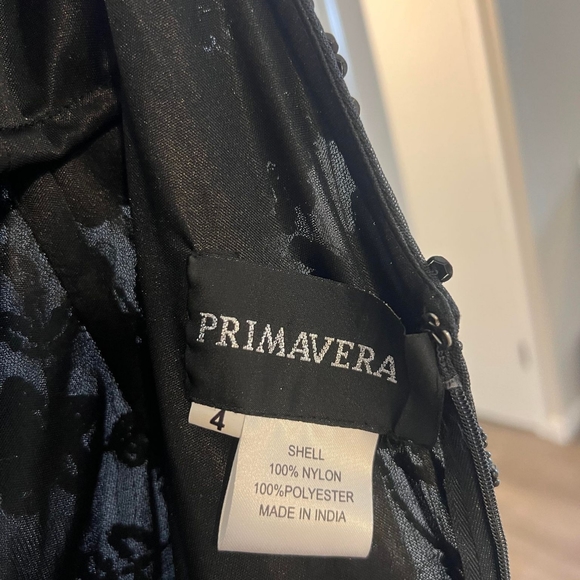 PRIMAVERA
4
SHELL
100% NYLON
100%POLYESTER
MADE IN INDIA